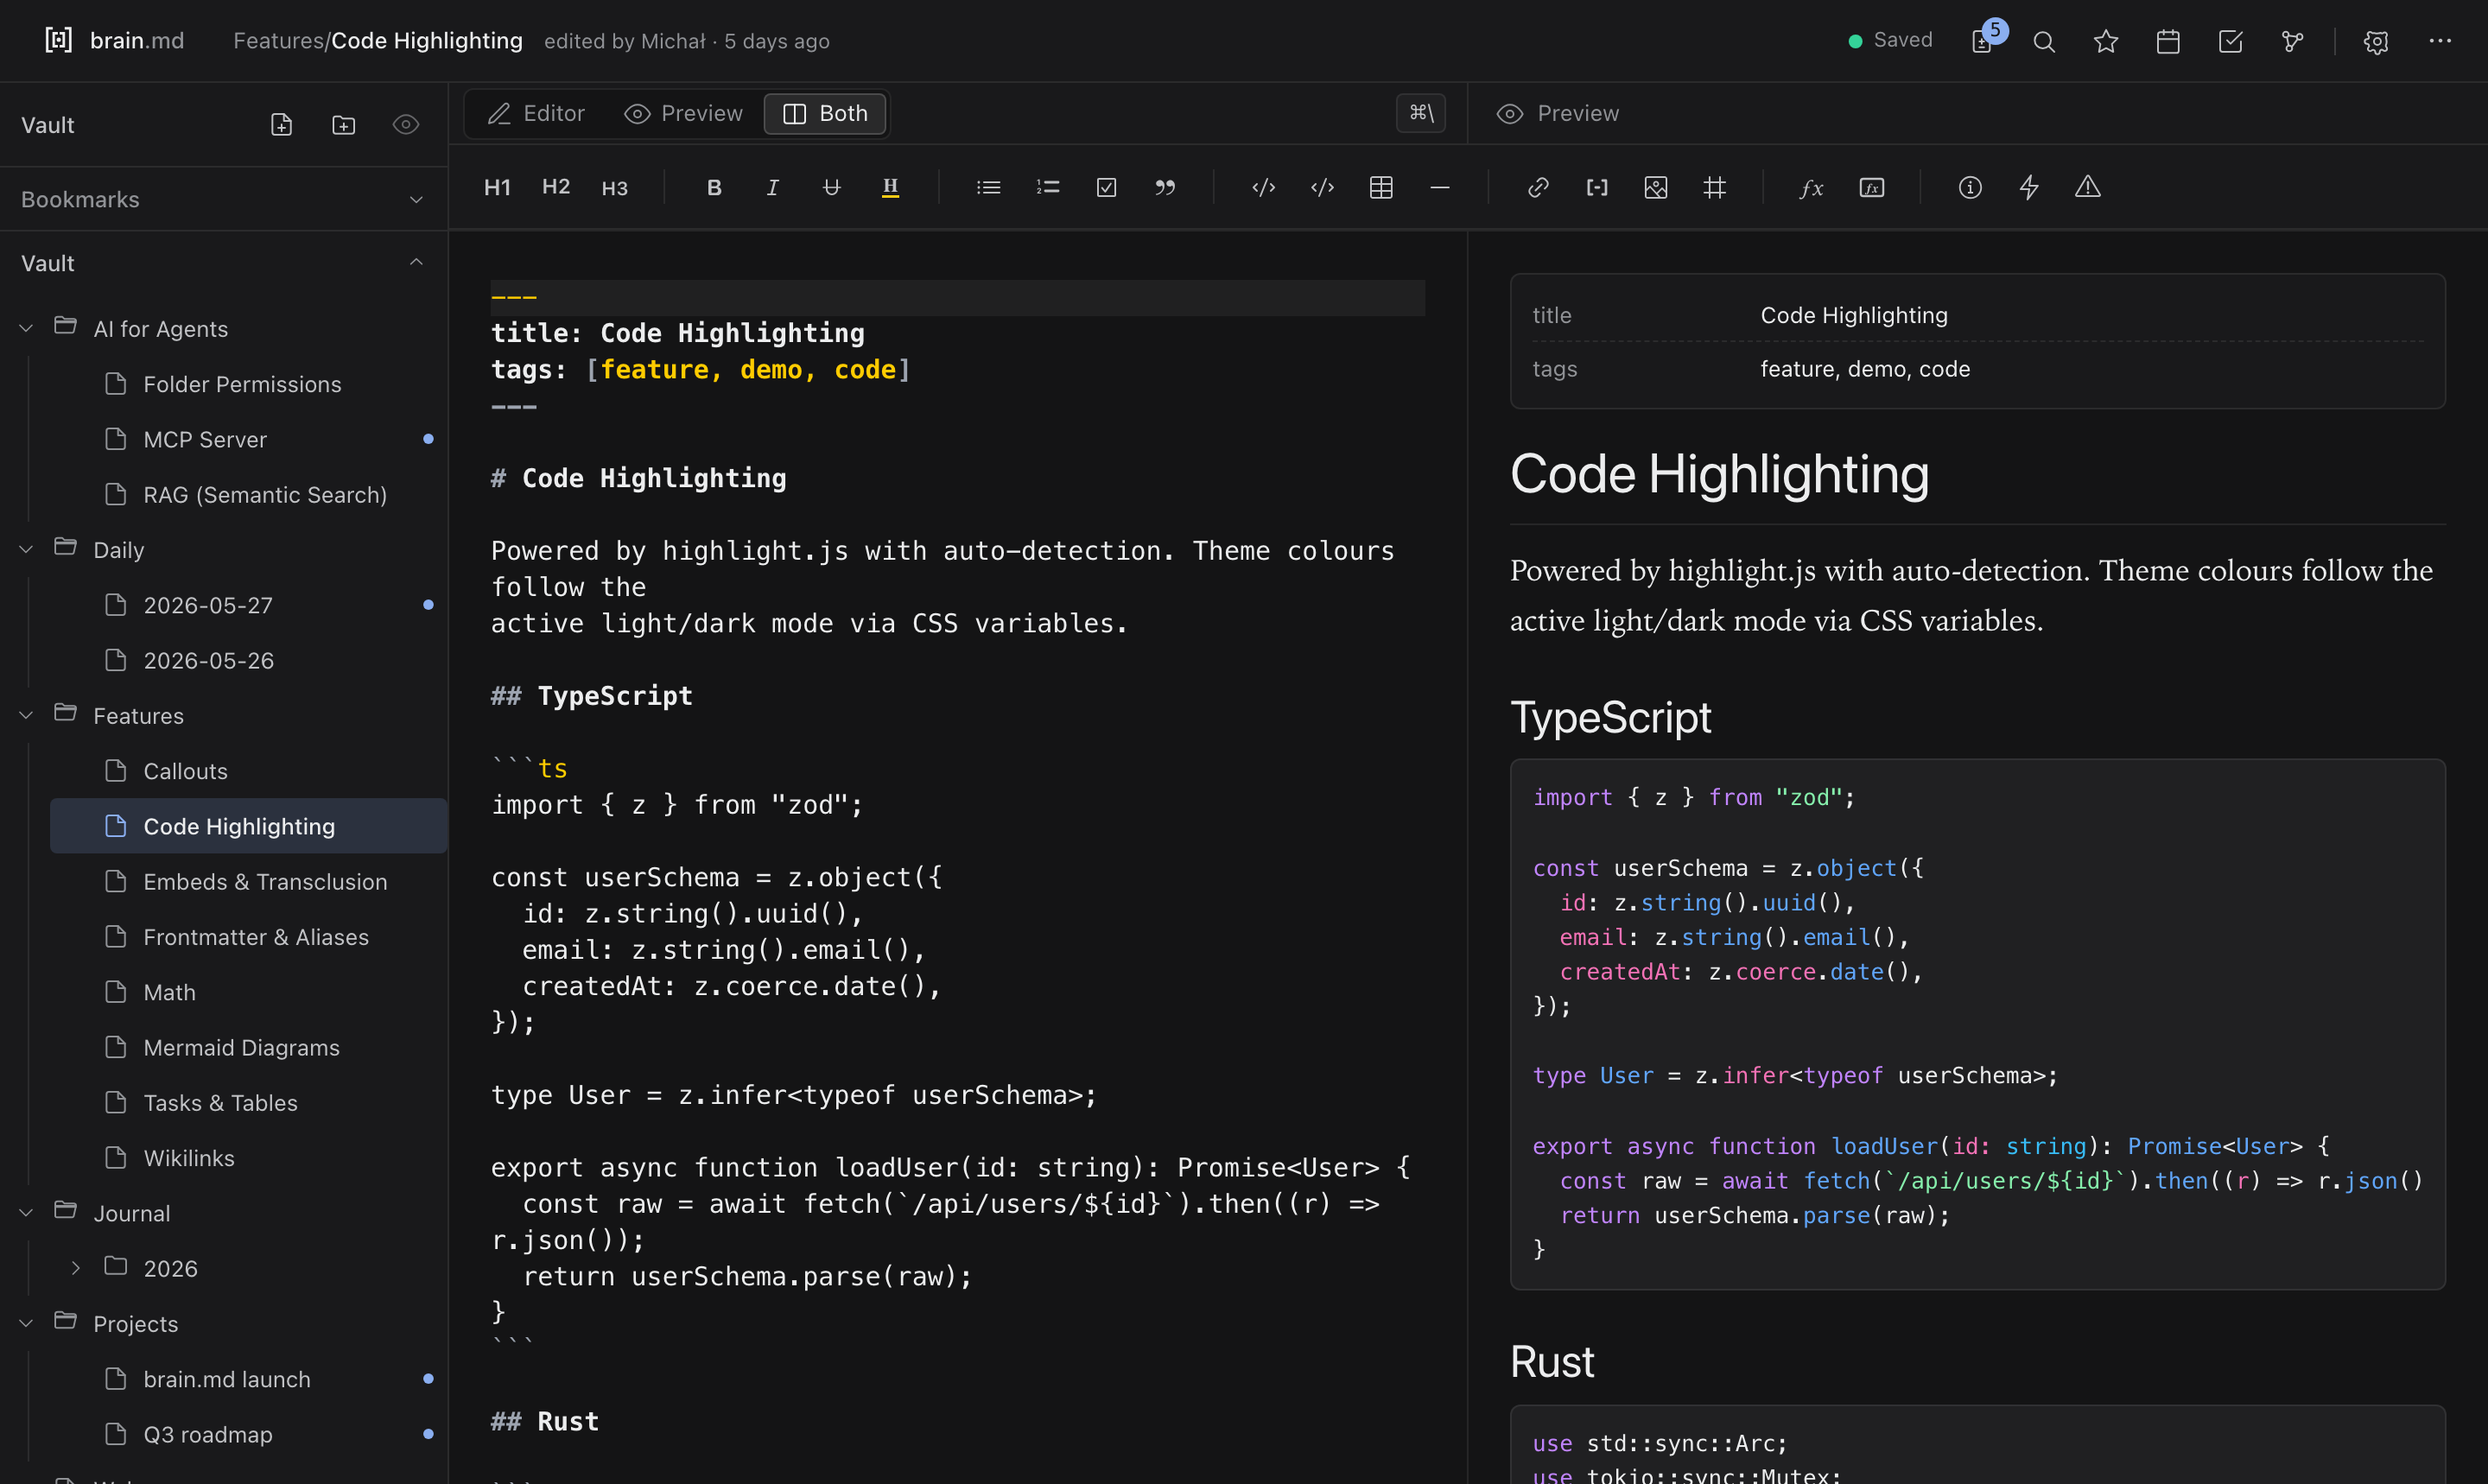 brain.md
Features/Code Highlighting edited by Michał · 5 days ago
Saved
5
Vault
Bookmarks
Vault
AI for Agents
Folder Permissions
MCP Server
RAG (Semantic Search)
Daily
2026-05-27
2026-05-26
Features
Callouts
Code Highlighting
Embeds & Transclusion
Frontmatter & Aliases
Math
Mermaid Diagrams
Tasks & Tables
Wikilinks
Journal
2026
Projects
brain.md launch
Q3 roadmap
Editor Preview Both ⌘\
Preview
H1 H2 H3 B I U H </> </> [-] fx fx
---
title: Code Highlighting
tags: [feature, demo, code]
---
# Code Highlighting
Powered by highlight.js with auto-detection. Theme colours
follow the
active light/dark mode via CSS variables.
## TypeScript
```ts
import { z } from "zod";
const userSchema = z.object({
  id: z.string().uuid(),
  email: z.string().email(),
  createdAt: z.coerce.date(),
});
type User = z.infer<typeof userSchema>;
export async function loadUser(id: string): Promise<User> {
  const raw = await fetch(`/api/users/${id}`).then((r) =>
r.json());
  return userSchema.parse(raw);
}
```
## Rust
title Code Highlighting
tags feature, demo, code
Code Highlighting
Powered by highlight.js with auto-detection. Theme colours follow the
active light/dark mode via CSS variables.
TypeScript
import { z } from "zod";
const userSchema = z.object({
  id: z.string().uuid(),
  email: z.string().email(),
  createdAt: z.coerce.date(),
});
type User = z.infer<typeof userSchema>;
export async function loadUser(id: string): Promise<User> {
  const raw = await fetch(`/api/users/${id}`).then((r) => r.json()
  return userSchema.parse(raw);
}
Rust
use std::sync::Arc;
use tokio::sync::Mutex;